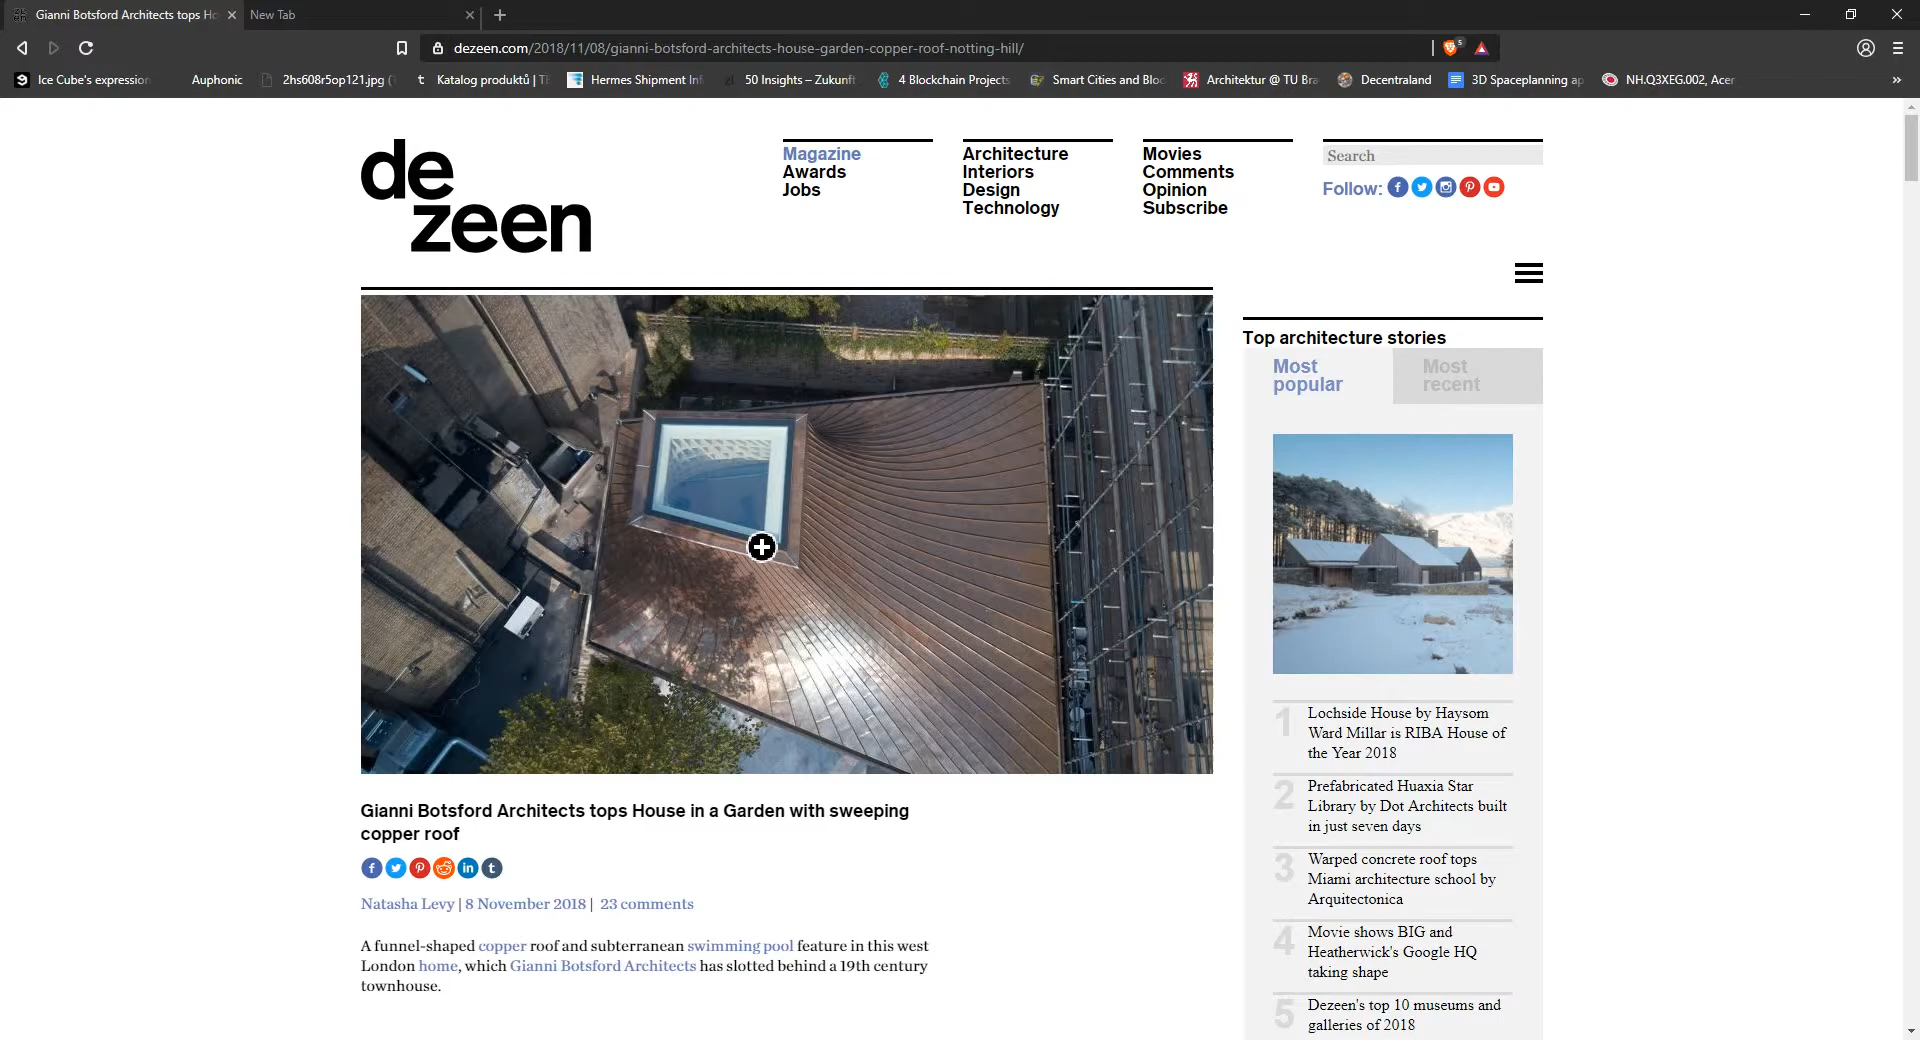 Gianni Botsford Architects tops Ho
New Tab
dezeen.com/2018/11/08/gianni-botsford-architects-house-garden-copper-roof-notting-hill/
5
Ice Cube's expression
Auphonic
2hs608r5op121.jpg (
Katalog produktů | T
Hermes Shipment Inf
50 Insights – Zukunft
4 Blockchain Projects
Smart Cities and Bloc
Architektur @ TU Bra
Decentraland
3D Spaceplanning ap
NH.Q3XEG.002, Acer
de
zeen
Magazine
Awards
Jobs
Architecture
Interiors
Design
Technology
Movies
Comments
Opinion
Subscribe
Search
Follow:
Top architecture stories
Most
popular
Most
recent
1
Lochside House by Haysom
Ward Millar is RIBA House of
the Year 2018
2
Prefabricated Huaxia Star
Library by Dot Architects built
in just seven days
3
Warped concrete roof tops
Miami architecture school by
Arquitectonica
4
Movie shows BIG and
Heatherwick's Google HQ
taking shape
5
Dezeen's top 10 museums and
galleries of 2018
Gianni Botsford Architects tops House in a Garden with sweeping
copper roof
Natasha Levy | 8 November 2018 | 23 comments
A funnel-shaped copper roof and subterranean swimming pool feature in this west
London home, which Gianni Botsford Architects has slotted behind a 19th century
townhouse.